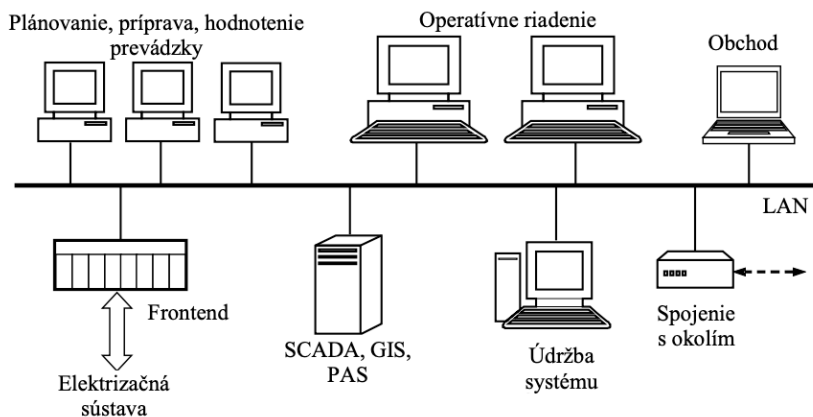 Plánovanie, príprava, hodnotenie
prevádzky
Operatívne riadenie
Obchod
LAN
Frontend
Elektrizačná
sústava
SCADA, GIS,
PAS
Údržba
systému
Spojenie
s okolím